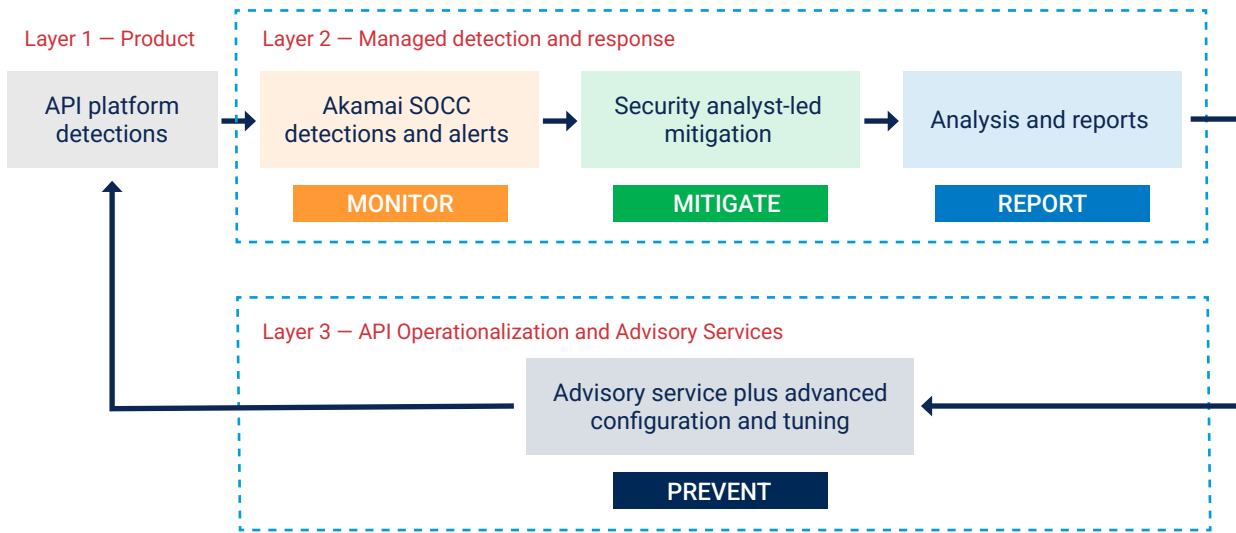 Layer 1 — Product
API platform
detections
Layer 2 — Managed detection and response
Akamai SOCC
detections and alerts
MONITOR
Security analyst-led
mitigation
MITIGATE
Analysis and reports
REPORT
Layer 3 — API Operationalization and Advisory Services
Advisory service plus advanced
configuration and tuning
PREVENT